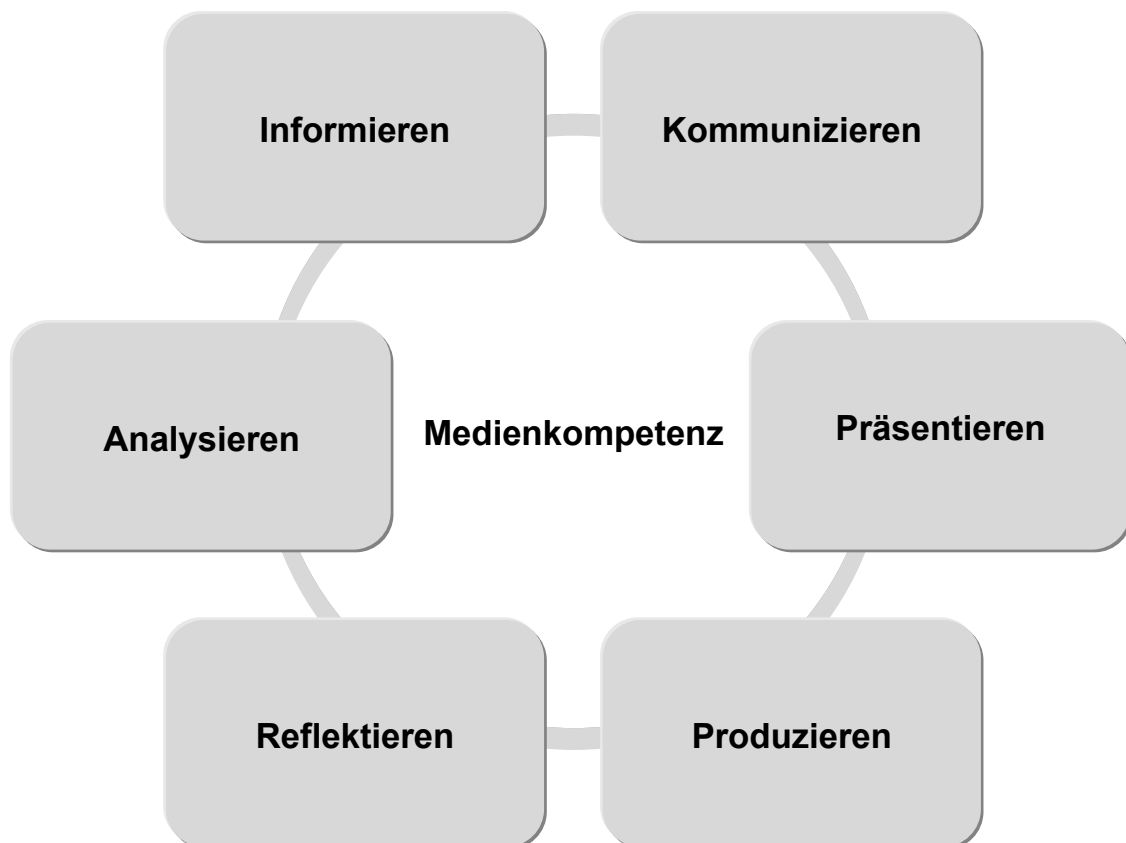 Informieren
Kommunizieren
Analysieren
Medienkompetenz
Präsentieren
Reflektieren
Produzieren